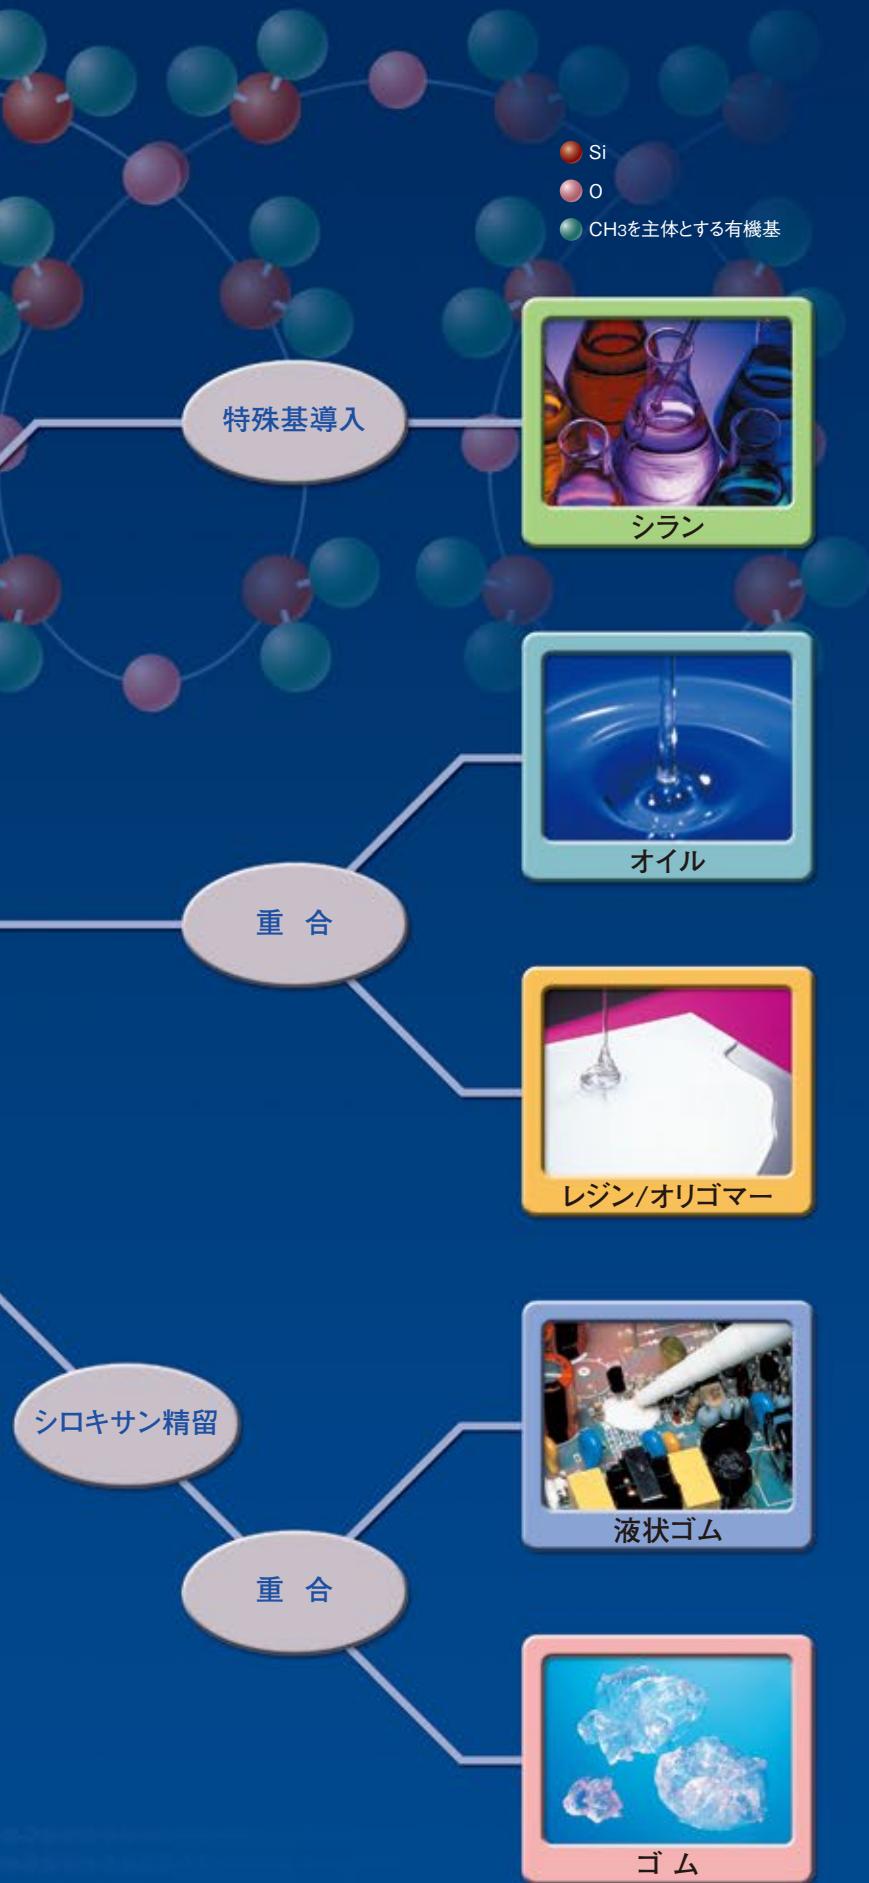 Si
O
CH3を主体とする有機基
特殊基導入
シラン
オイル
重 合
レジン/オリゴマー
シロキサン精留
液状ゴム
重 合
ゴ ム